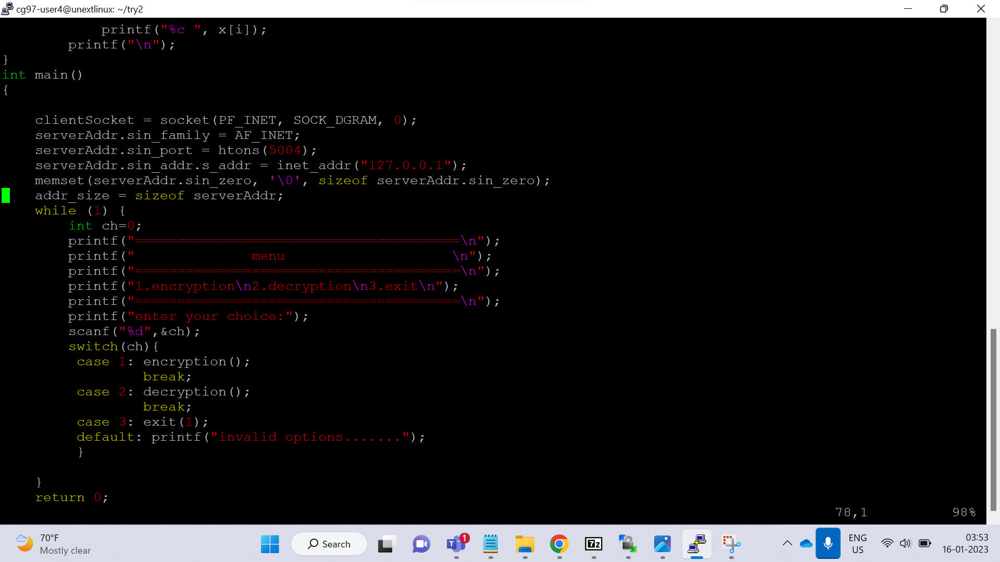 cg97-user4@unextlinux: ~/try2
            printf("%c ", x[i]);
        printf("\n");
}
int main()
{
    clientSocket = socket(PF_INET, SOCK_DGRAM, 0);
    serverAddr.sin_family = AF_INET;
    serverAddr.sin_port = htons(5004);
    serverAddr.sin_addr.s_addr = inet_addr("127.0.0.1");
    memset(serverAddr.sin_zero, '\0', sizeof serverAddr.sin_zero);
    addr_size = sizeof serverAddr;
    while (1) {
        int ch=0;
        printf("=======================================\n");
        printf("              menu                    \n");
        printf("=======================================\n");
        printf("1.encryption\n2.decryption\n3.exit\n");
        printf("=======================================\n");
        printf("enter your choice:");
        scanf("%d",&ch);
        switch(ch){
         case 1: encryption();
                 break;
         case 2: decryption();
                 break;
         case 3: exit(1);
         default: printf("invalid options.......");
         }
    }
    return 0;
78,1          98%
70°F
Mostly clear
Search
1
T
7z
ENG
US
03:53
16-01-2023